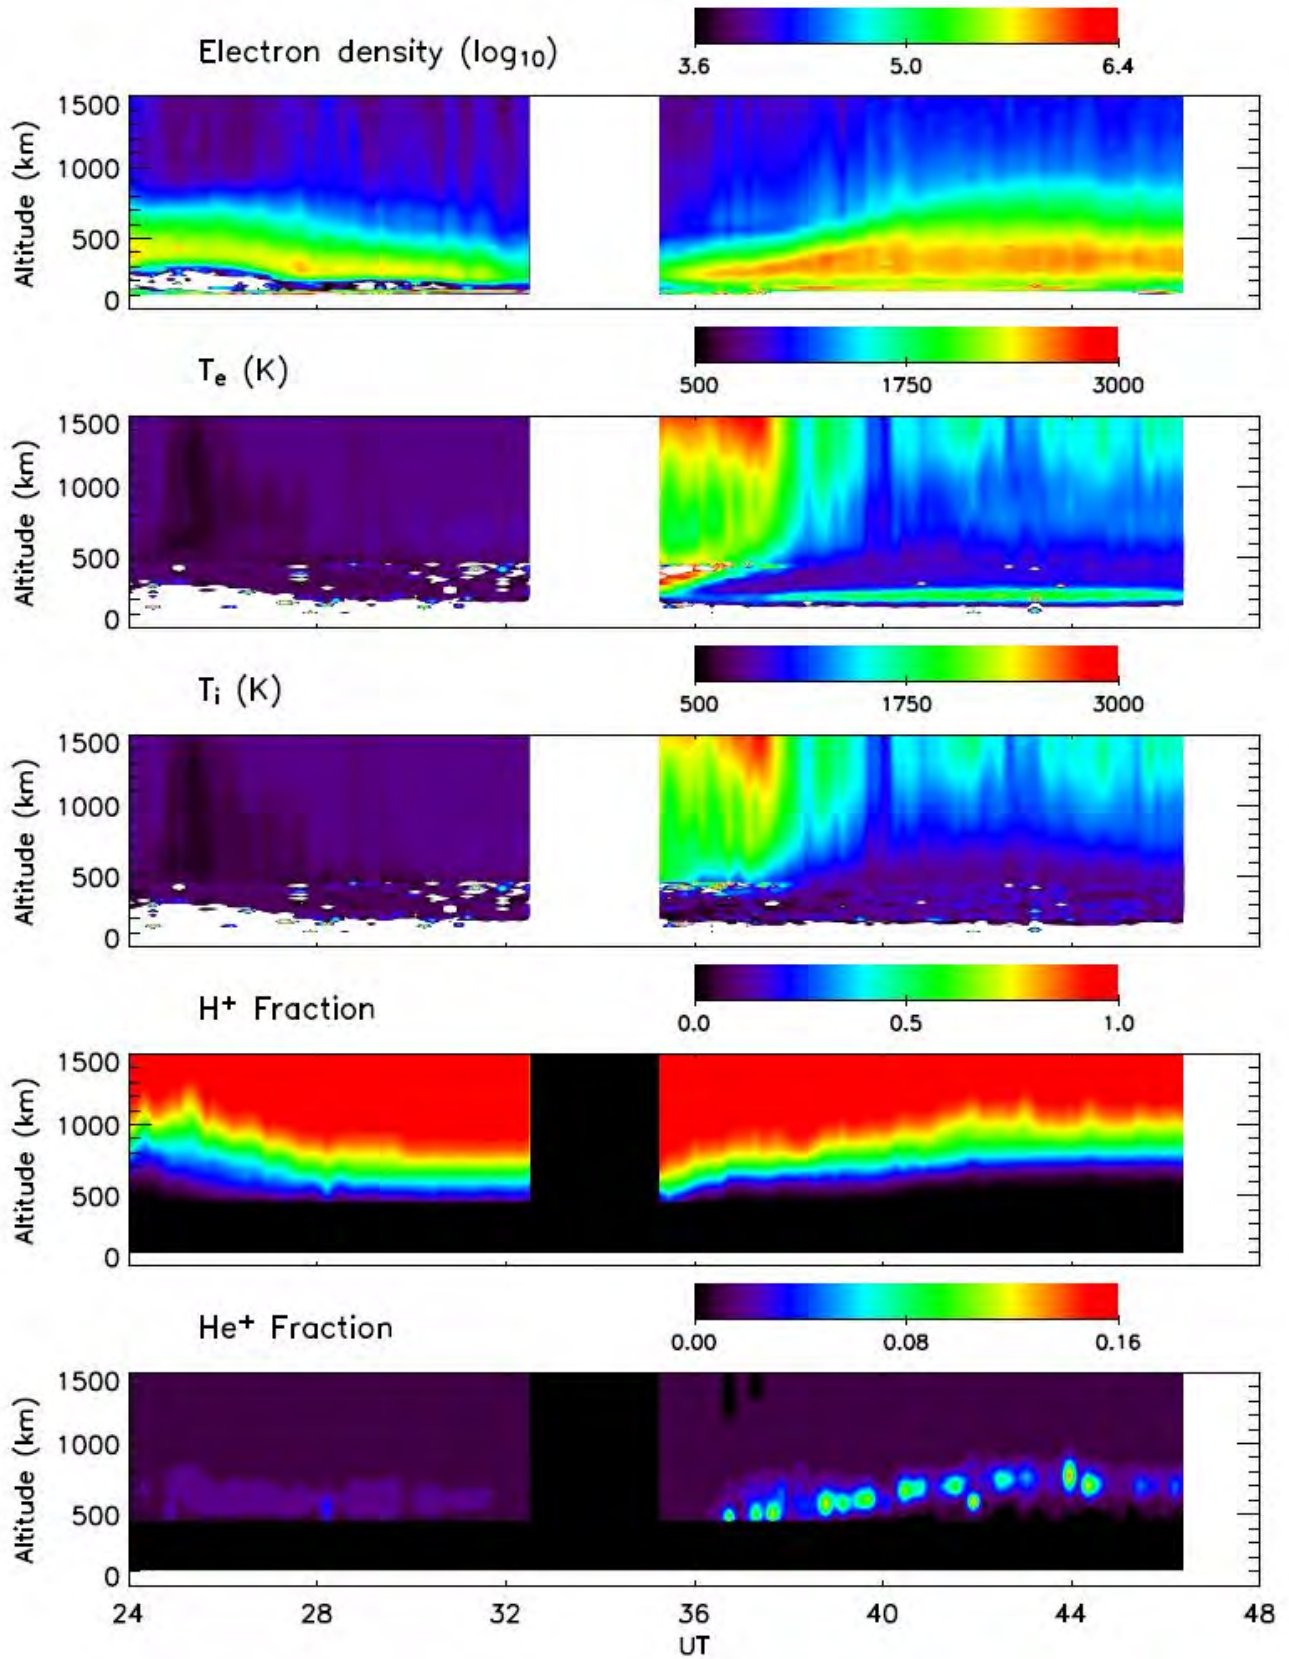 Electron density (log₁₀)
3.6 5.0 6.4
1500
1000
500
0
Altitude (km)
Tₑ (K)
500 1750 3000
1500
1000
500
0
Altitude (km)
Tᵢ (K)
500 1750 3000
1500
1000
500
0
Altitude (km)
H⁺ Fraction
0.0 0.5 1.0
1500
1000
500
0
Altitude (km)
He⁺ Fraction
0.00 0.08 0.16
1500
1000
500
0
Altitude (km)
24 28 32 36 40 44 48
UT